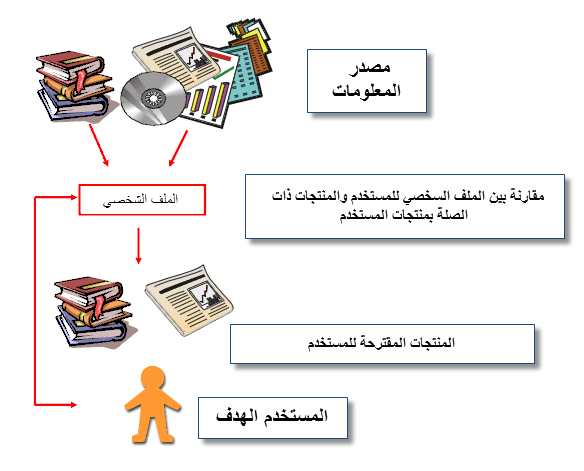 مصدر
المعلومات
الملف الشخصي
مقارنة بين الملف السخصي للمستخدم والمنتجات ذات
الصلة بمنتجات المستخدم
المنتجات المقترحة للمستخدم
المستخدم الهدف